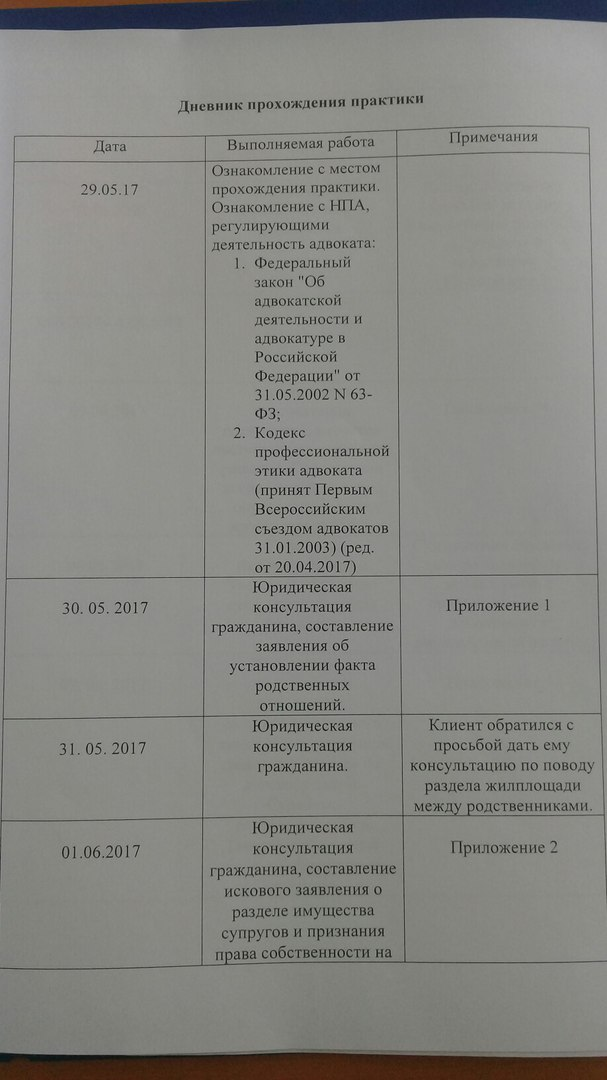 Дневник прохождения практики
Дата
Выполняемая работа
Примечания
29.05.17
Ознакомление с местом
прохождения практики.
Ознакомление с НПА,
регулирующими
деятельность адвоката:
1. Федеральный
закон "Об
адвокатской
деятельности и
адвокатуре в
Российской
Федерации" от
31.05.2002 N 63-
ФЗ;
2. Кодекс
профессиональной
этики адвоката
(принят Первым
Всероссийским
съездом адвокатов
31.01.2003) (ред.
от 20.04.2017)
30. 05. 2017
Юридическая
консультация
гражданина, составление
заявления об
установлении факта
родственных
отношений.
Приложение 1
31. 05. 2017
Юридическая
консультация
гражданина.
Клиент обратился с
просьбой дать ему
консультацию по поводу
раздела жилплощади
между родственниками.
01.06.2017
Юридическая
консультация
гражданина, составление
искового заявления о
разделе имущества
супругов и признания
права собственности на
Приложение 2